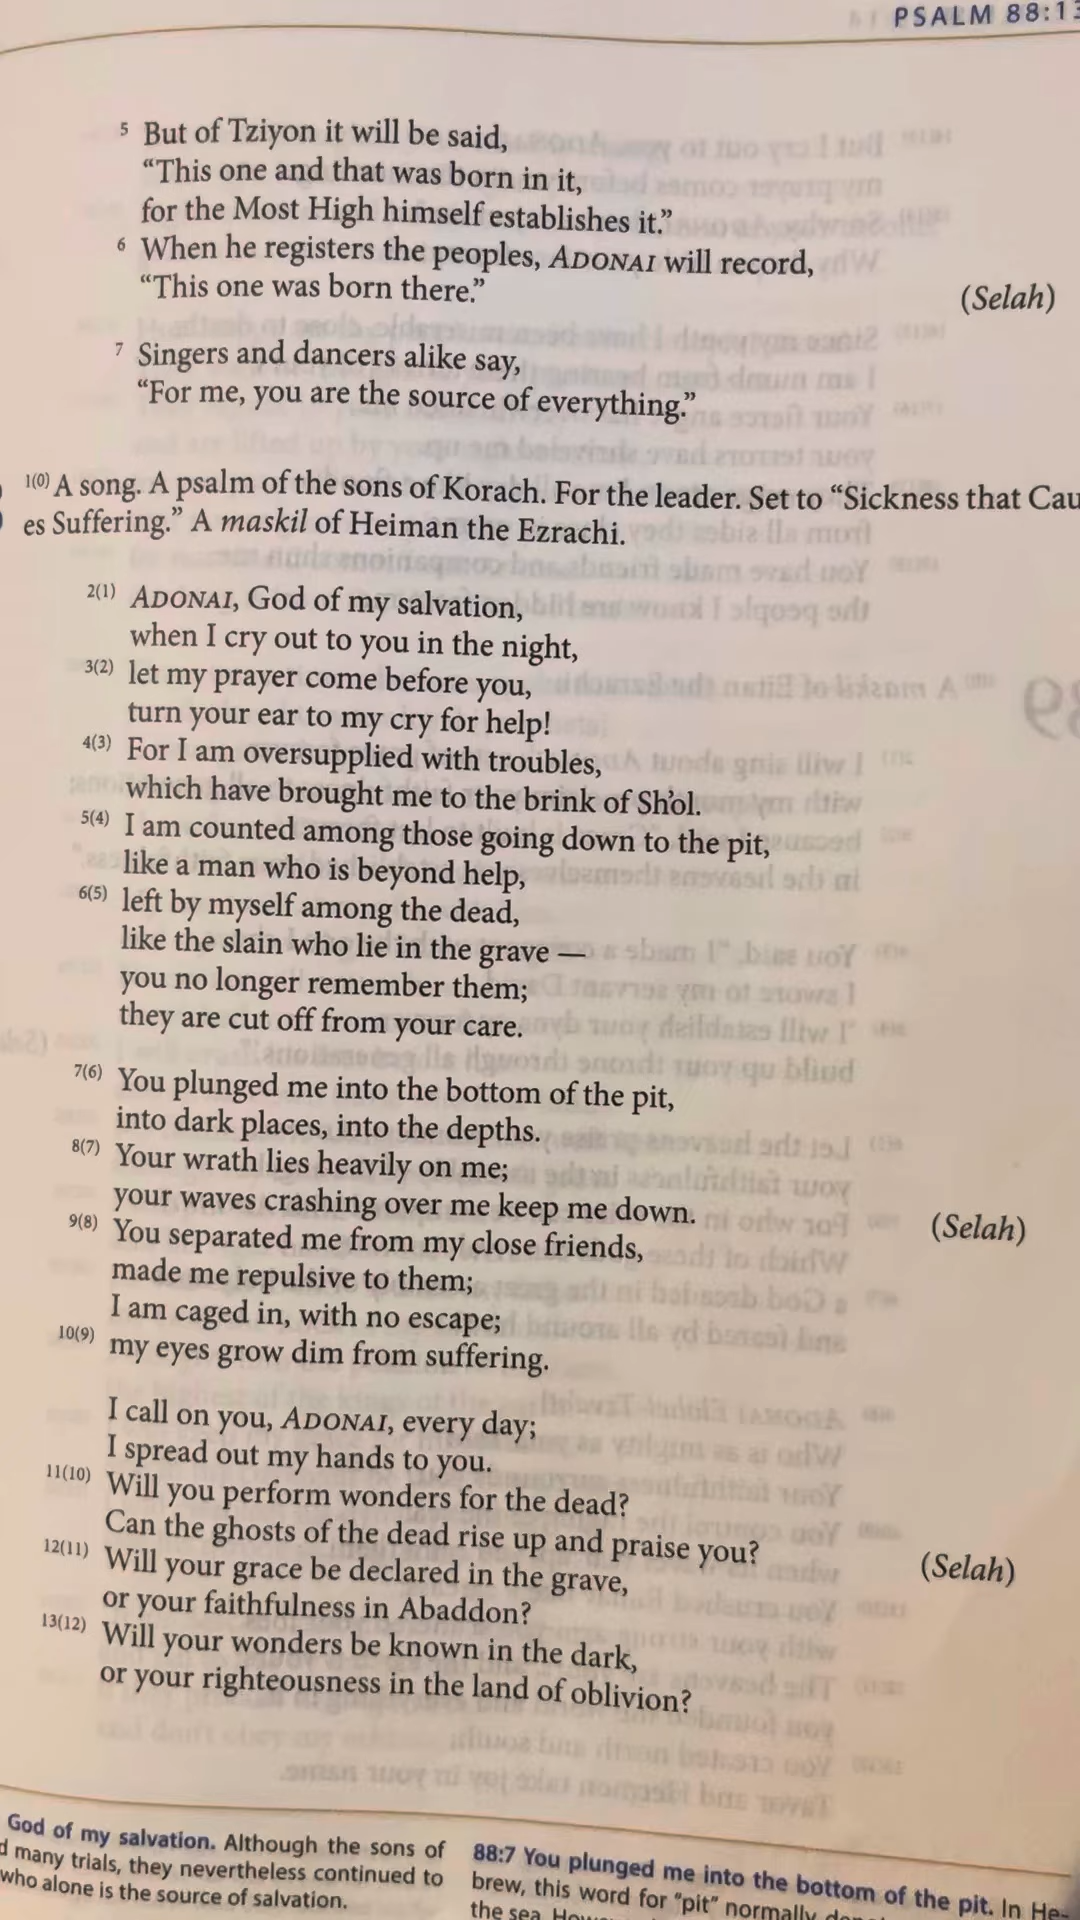 PSALM 88:13
5 But of Tziyon it will be said,
“This one and that was born in it,
for the Most High himself establishes it.”
6 When he registers the peoples, ADONAI will record,
“This one was born there.” (Selah)
7 Singers and dancers alike say,
“For me, you are the source of everything.”
1(0) A song. A psalm of the sons of Korach. For the leader. Set to “Sickness that Cau
es Suffering.” A maskil of Heiman the Ezrachi.
2(1) ADONAI, God of my salvation,
when I cry out to you in the night,
3(2) let my prayer come before you,
turn your ear to my cry for help!
4(3) For I am oversupplied with troubles,
which have brought me to the brink of Sh’ol.
5(4) I am counted among those going down to the pit,
like a man who is beyond help,
6(5) left by myself among the dead,
like the slain who lie in the grave —
you no longer remember them;
they are cut off from your care.
7(6) You plunged me into the bottom of the pit,
into dark places, into the depths.
8(7) Your wrath lies heavily on me;
your waves crashing over me keep me down. (Selah)
9(8) You separated me from my close friends,
made me repulsive to them;
I am caged in, with no escape;
10(9) my eyes grow dim from suffering.
I call on you, ADONAI, every day;
I spread out my hands to you.
11(10) Will you perform wonders for the dead?
Can the ghosts of the dead rise up and praise you? (Selah)
12(11) Will your grace be declared in the grave,
or your faithfulness in Abaddon?
13(12) Will your wonders be known in the dark,
or your righteousness in the land of oblivion?
God of my salvation. Although the sons of
d many trials, they nevertheless continued to
who alone is the source of salvation.
88:7 You plunged me into the bottom of the pit. In He-
brew, this word for “pit” normally
the sea.